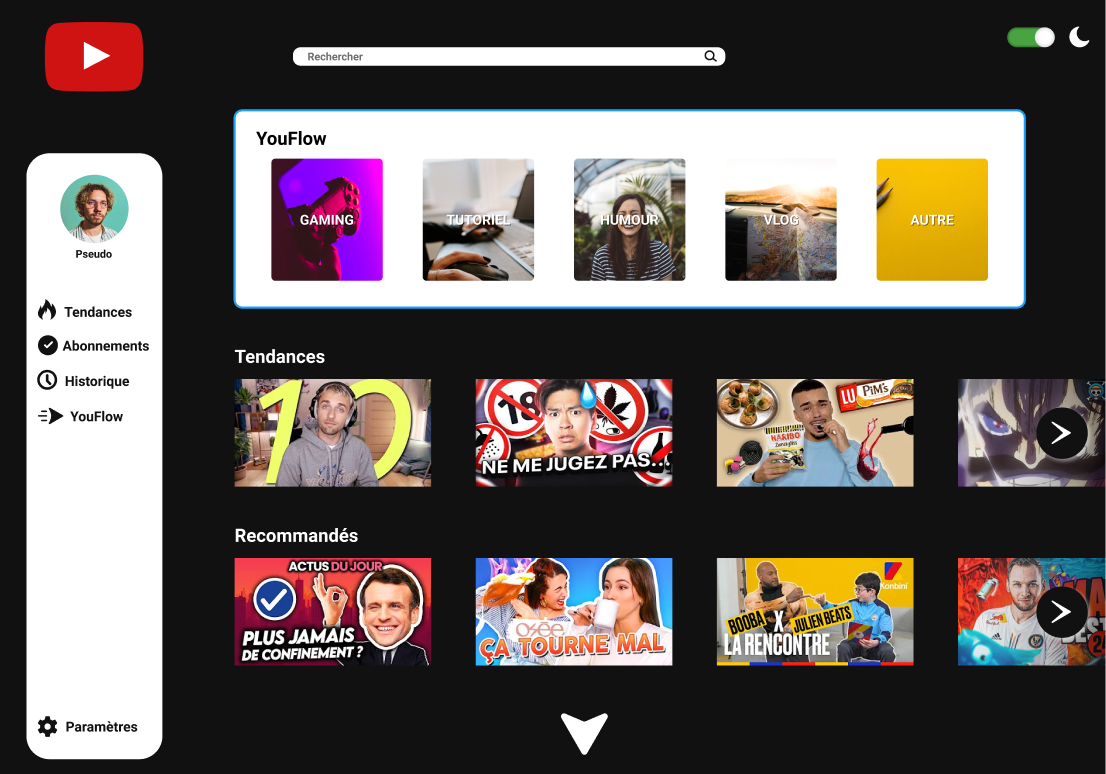 Rechercher
YouFlow
GAMING
TUTORIEL
HUMOUR
VLOG
AUTRE
Pseudo
Tendances
Abonnements
Historique
YouFlow
Paramètres
Tendances
10
18
NE ME JUGEZ PAS...
HARIBO
LU
PiM's
Recommandés
ACTUS DU JOUR
PLUS JAMAIS
DE CONFINEMENT ?
OSÉE
ÇA TOURNE MAL
Konbini
BOOBA X JULIEN BEATS
LA RENCONTRE